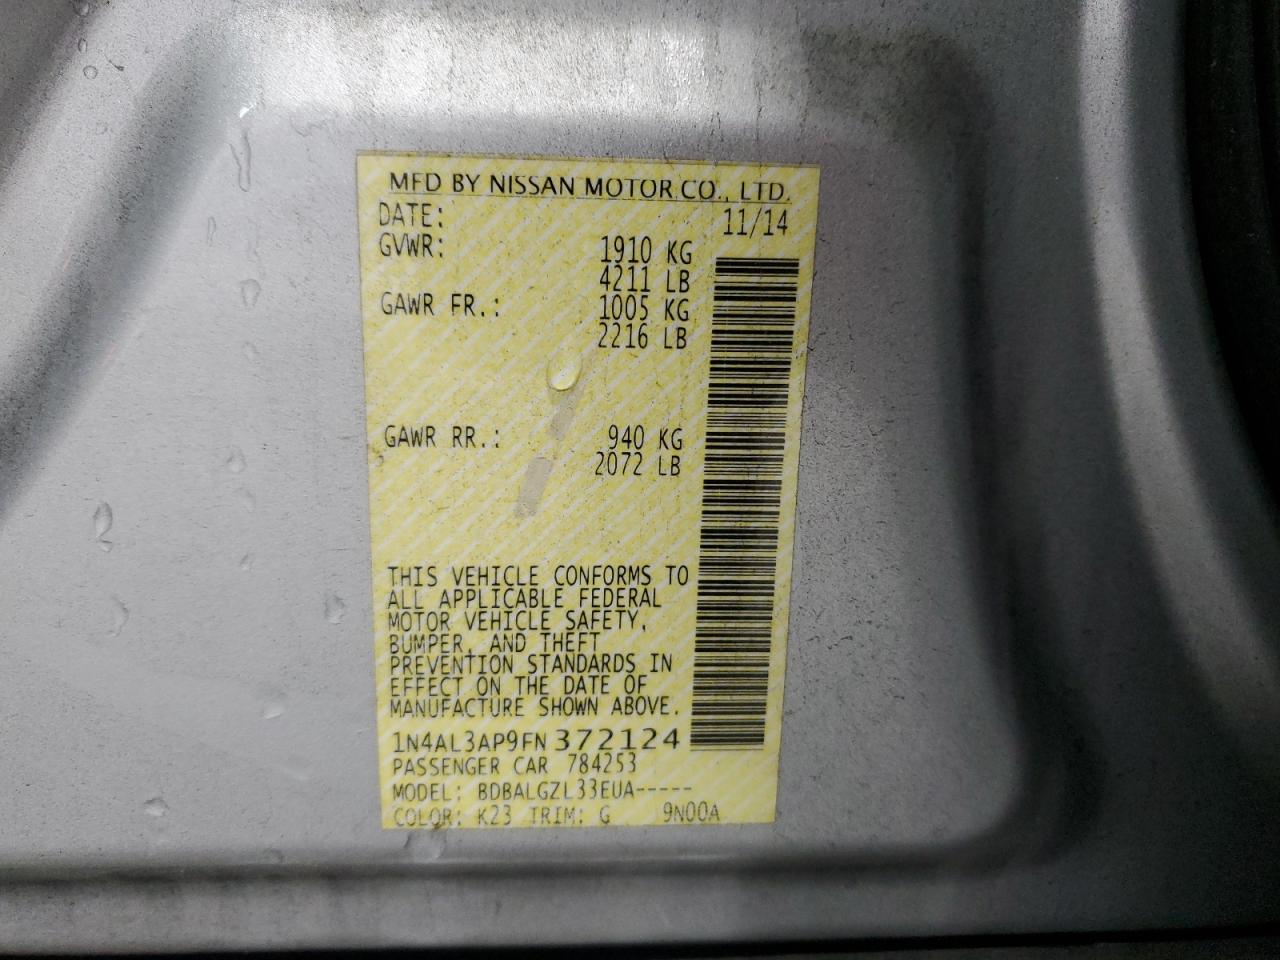 MFD BY NISSAN MOTOR CO., LTD.
DATE: 11/14
GVWR: 1910 KG
4211 LB
GAWR FR.: 1005 KG
2216 LB
GAWR RR.: 940 KG
2072 LB
THIS VEHICLE CONFORMS TO
ALL APPLICABLE FEDERAL
MOTOR VEHICLE SAFETY,
BUMPER, AND THEFT
PREVENTION STANDARDS IN
EFFECT ON THE DATE OF
MANUFACTURE SHOWN ABOVE.
1N4AL3AP9FN 372124
PASSENGER CAR 784253
MODEL: BDBALGZL33EUA-----
COLOR: K23 TRIM: G 9N00A